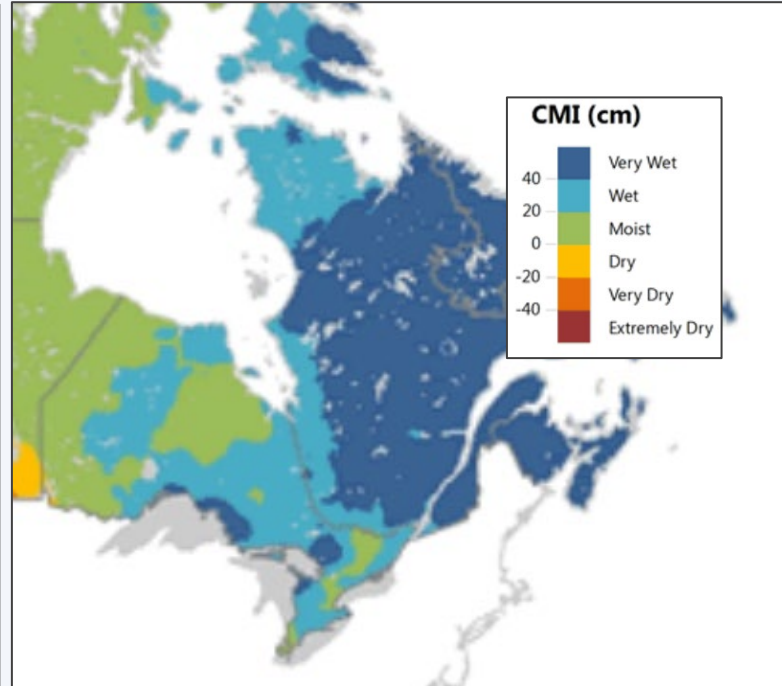 CMI (cm)
Very Wet
40
Wet
20
Moist
0
Dry
-20
Very Dry
-40
Extremely Dry